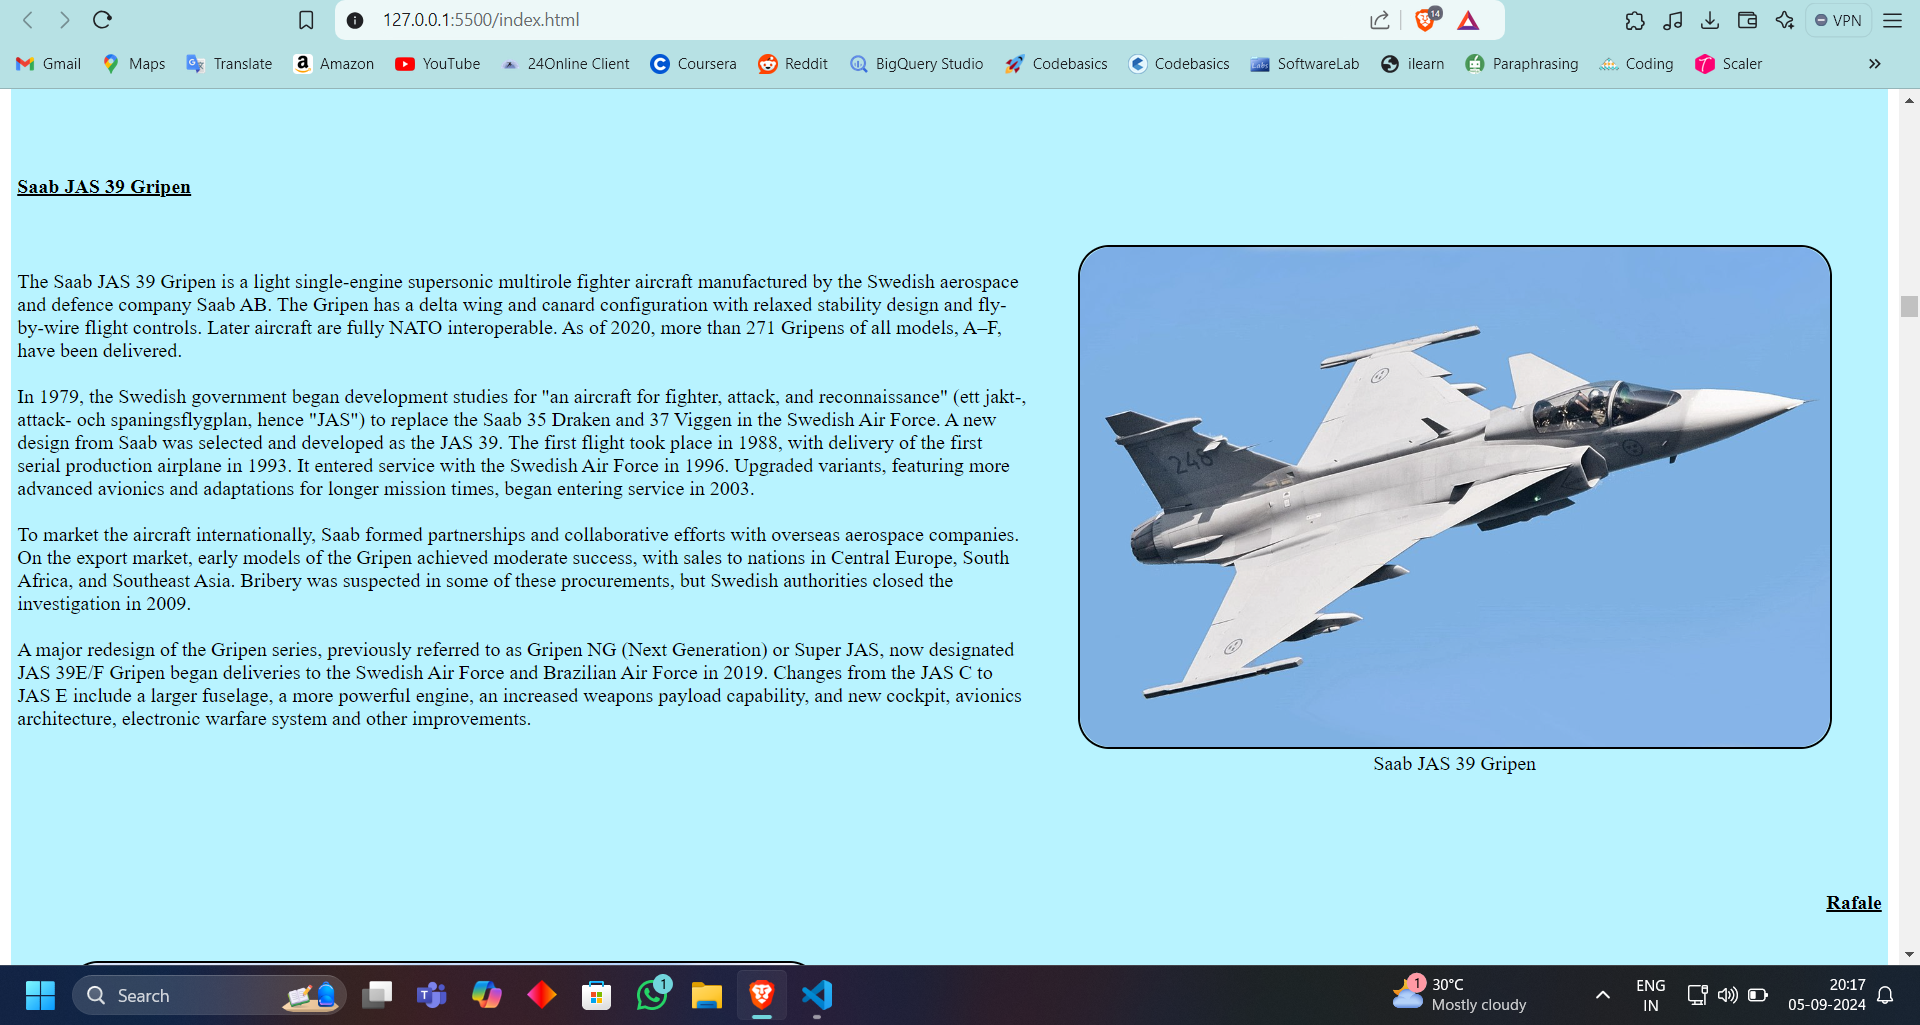 127.0.0.1:5500/index.html
14
VPN
Gmail
Maps
Translate
Amazon
YouTube
24Online Client
Coursera
Reddit
BigQuery Studio
Codebasics
Codebasics
SoftwareLab
ilearn
Paraphrasing
Coding
Scaler
»
Saab JAS 39 Gripen
The Saab JAS 39 Gripen is a light single-engine supersonic multirole fighter aircraft manufactured by the Swedish aerospace
and defence company Saab AB. The Gripen has a delta wing and canard configuration with relaxed stability design and fly-
by-wire flight controls. Later aircraft are fully NATO interoperable. As of 2020, more than 271 Gripens of all models, A–F,
have been delivered.
In 1979, the Swedish government began development studies for "an aircraft for fighter, attack, and reconnaissance" (ett jakt-,
attack- och spaningsflygplan, hence "JAS") to replace the Saab 35 Draken and 37 Viggen in the Swedish Air Force. A new
design from Saab was selected and developed as the JAS 39. The first flight took place in 1988, with delivery of the first
serial production airplane in 1993. It entered service with the Swedish Air Force in 1996. Upgraded variants, featuring more
advanced avionics and adaptations for longer mission times, began entering service in 2003.
To market the aircraft internationally, Saab formed partnerships and collaborative efforts with overseas aerospace companies.
On the export market, early models of the Gripen achieved moderate success, with sales to nations in Central Europe, South
Africa, and Southeast Asia. Bribery was suspected in some of these procurements, but Swedish authorities closed the
investigation in 2009.
A major redesign of the Gripen series, previously referred to as Gripen NG (Next Generation) or Super JAS, now designated
JAS 39E/F Gripen began deliveries to the Swedish Air Force and Brazilian Air Force in 2019. Changes from the JAS C to
JAS E include a larger fuselage, a more powerful engine, an increased weapons payload capability, and new cockpit, avionics
architecture, electronic warfare system and other improvements.
248
Saab JAS 39 Gripen
Rafale
Search
1
1
30°C
Mostly cloudy
ENG
IN
20:17
05-09-2024